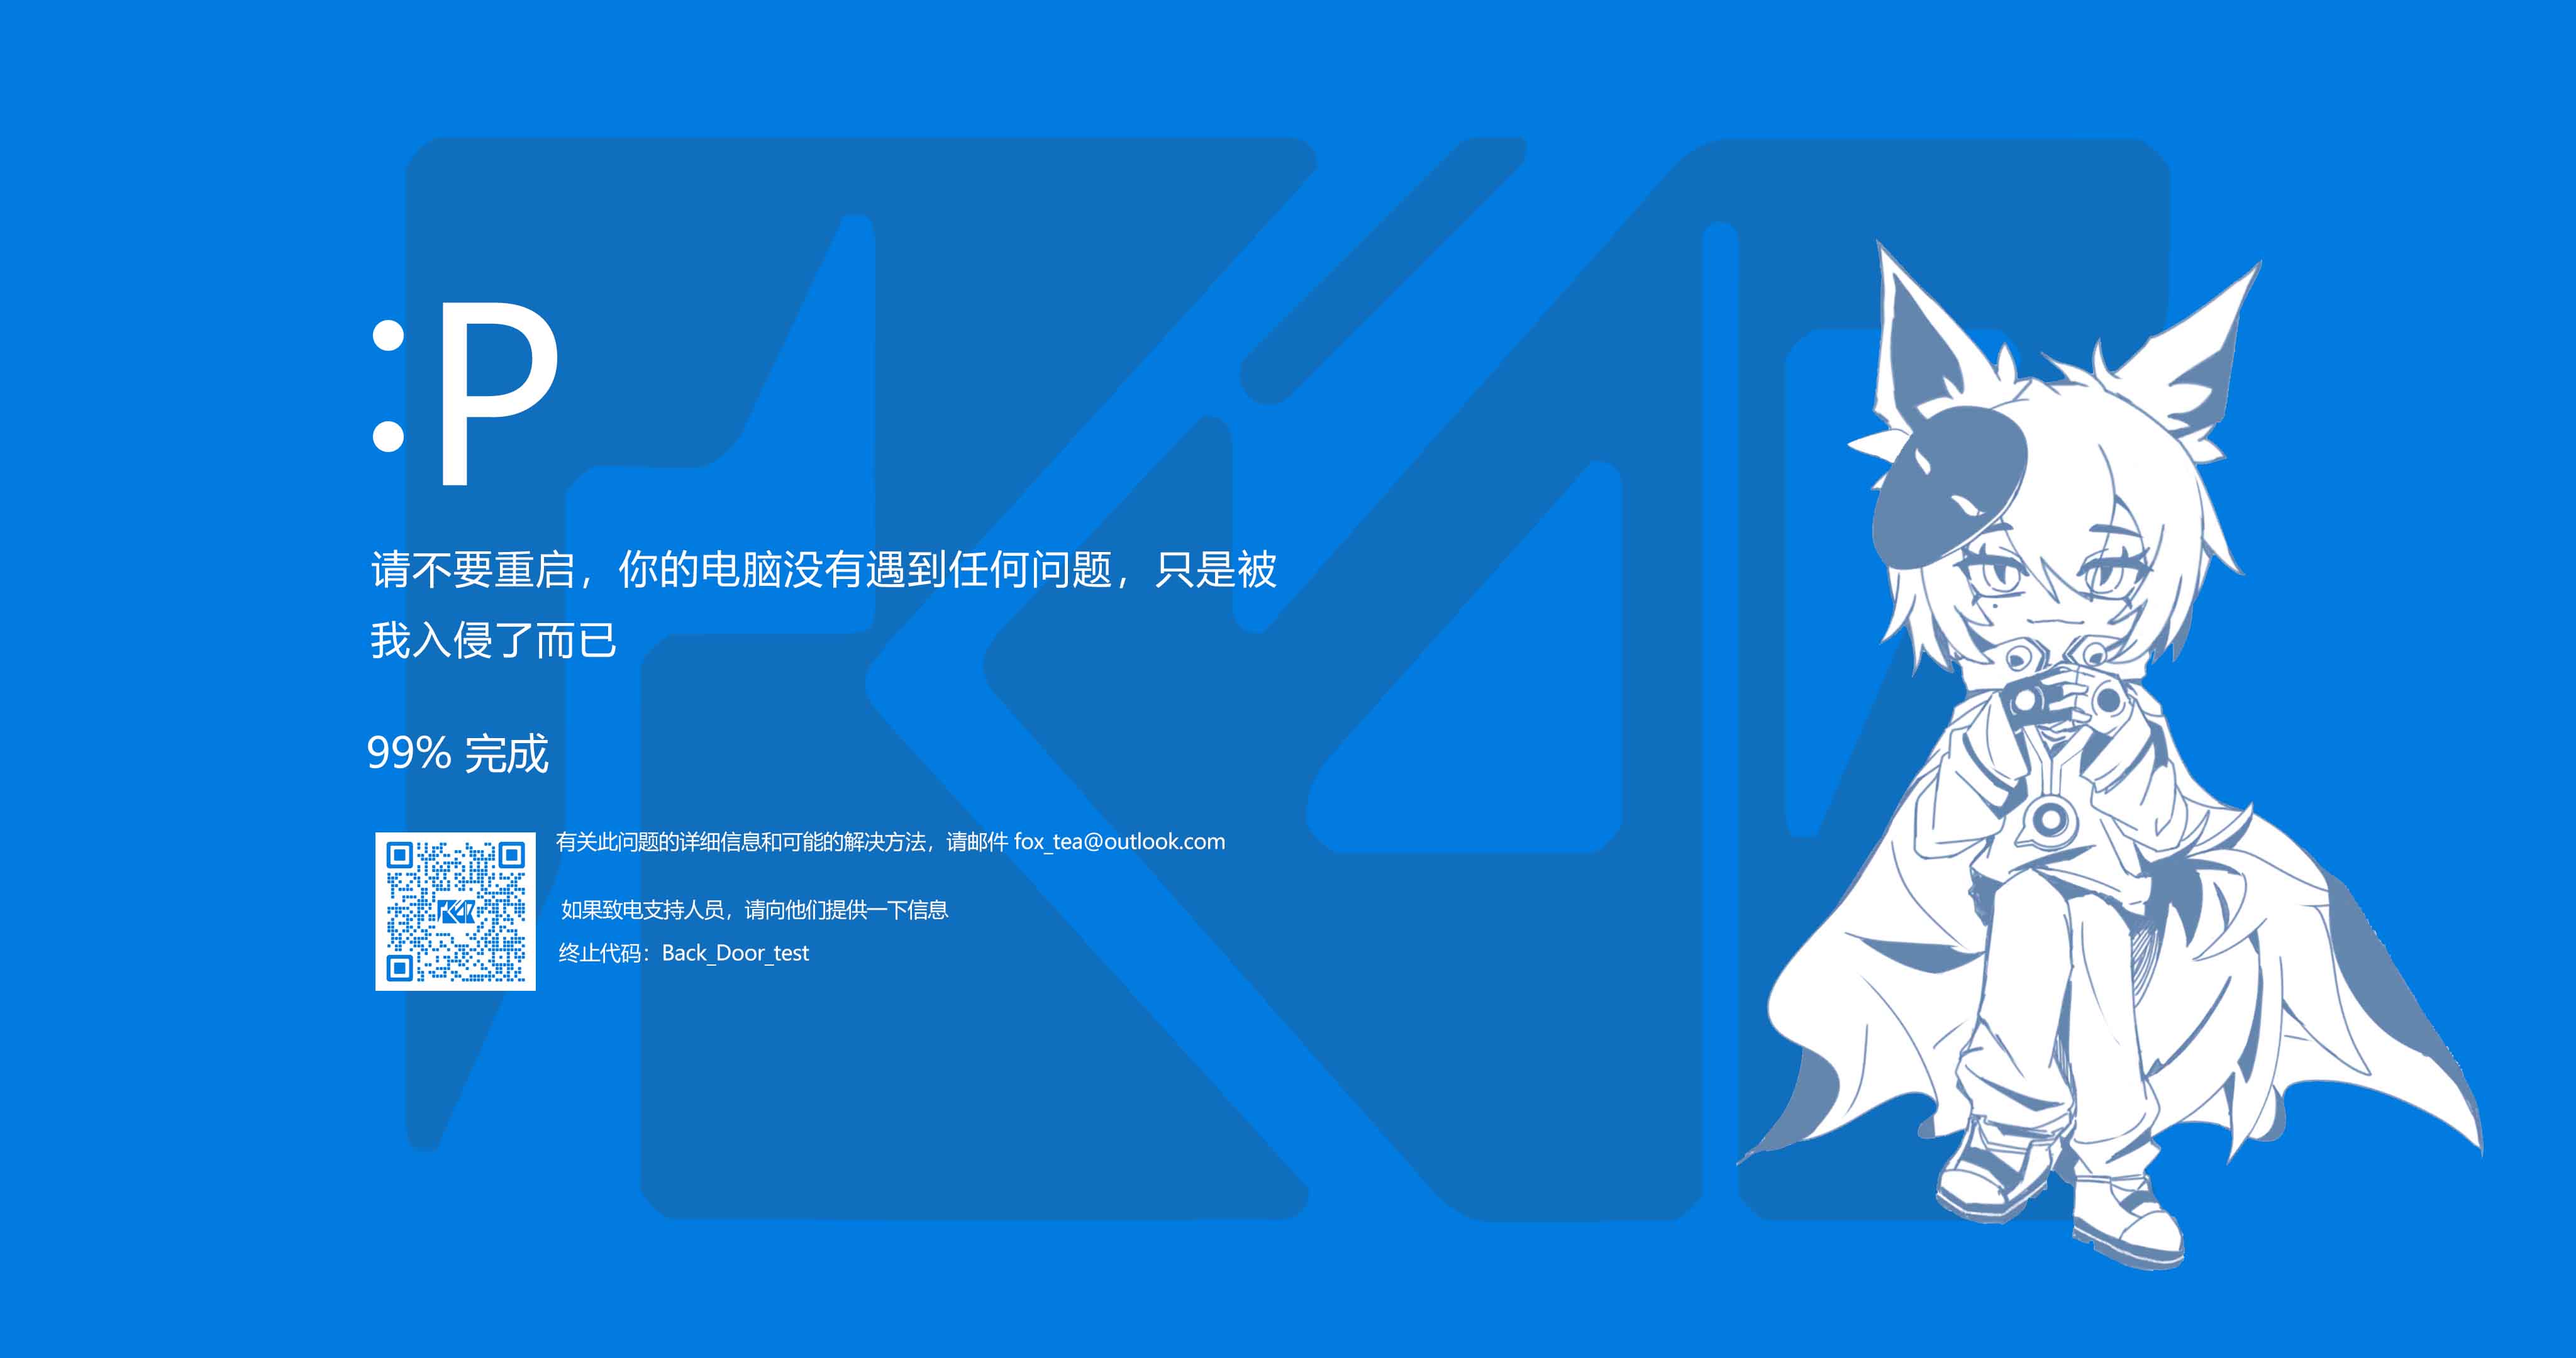 :P
请不要重启，你的电脑没有遇到任何问题，只是被
我入侵了而已
99% 完成
有关此问题的详细信息和可能的解决方法，请邮件 fox_tea@outlook.com
如果致电支持人员，请向他们提供一下信息
终止代码：Back_Door_test